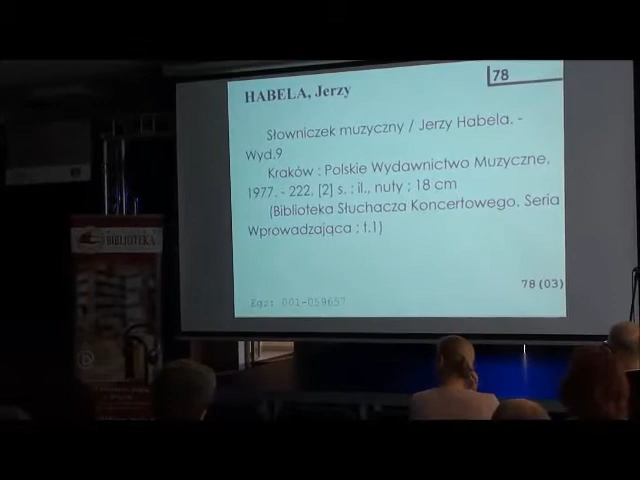 78
HABELA, Jerzy
Słowniczek muzyczny / Jerzy Habela. -
Wyd.9
Kraków : Polskie Wydawnictwo Muzyczne,
1977. - 222, [2] s. : il., nuty ; 18 cm
(Biblioteka Słuchacza Koncertowego. Seria
Wprowadzająca ; t.1)
78 (03)
Egz: 001-059657
BIBLIOTEKA